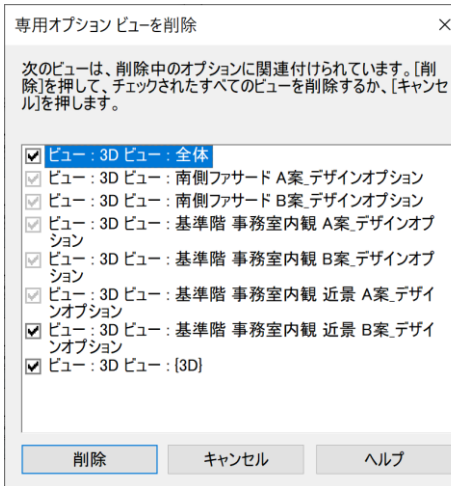 専用オプション ビューを削除
次のビューは、削除中のオプションに関連付けられています。[削
除]を押して、チェックされたすべてのビューを削除するか、[キャンセ
ル]を押します。
ビュー : 3D ビュー : 全体
ビュー : 3D ビュー : 南側ファサード A案_デザインオプション
ビュー : 3D ビュー : 南側ファサード B案_デザインオプション
ビュー : 3D ビュー : 基準階 事務室内観 A案_デザインオプ
ション
ビュー : 3D ビュー : 基準階 事務室内観 B案_デザインオプ
ション
ビュー : 3D ビュー : 基準階 事務室内観 近景 A案_デザイ
ンオプション
ビュー : 3D ビュー : 基準階 事務室内観 近景 B案_デザイ
ンオプション
ビュー : 3D ビュー : {3D}
削除 キャンセル ヘルプ